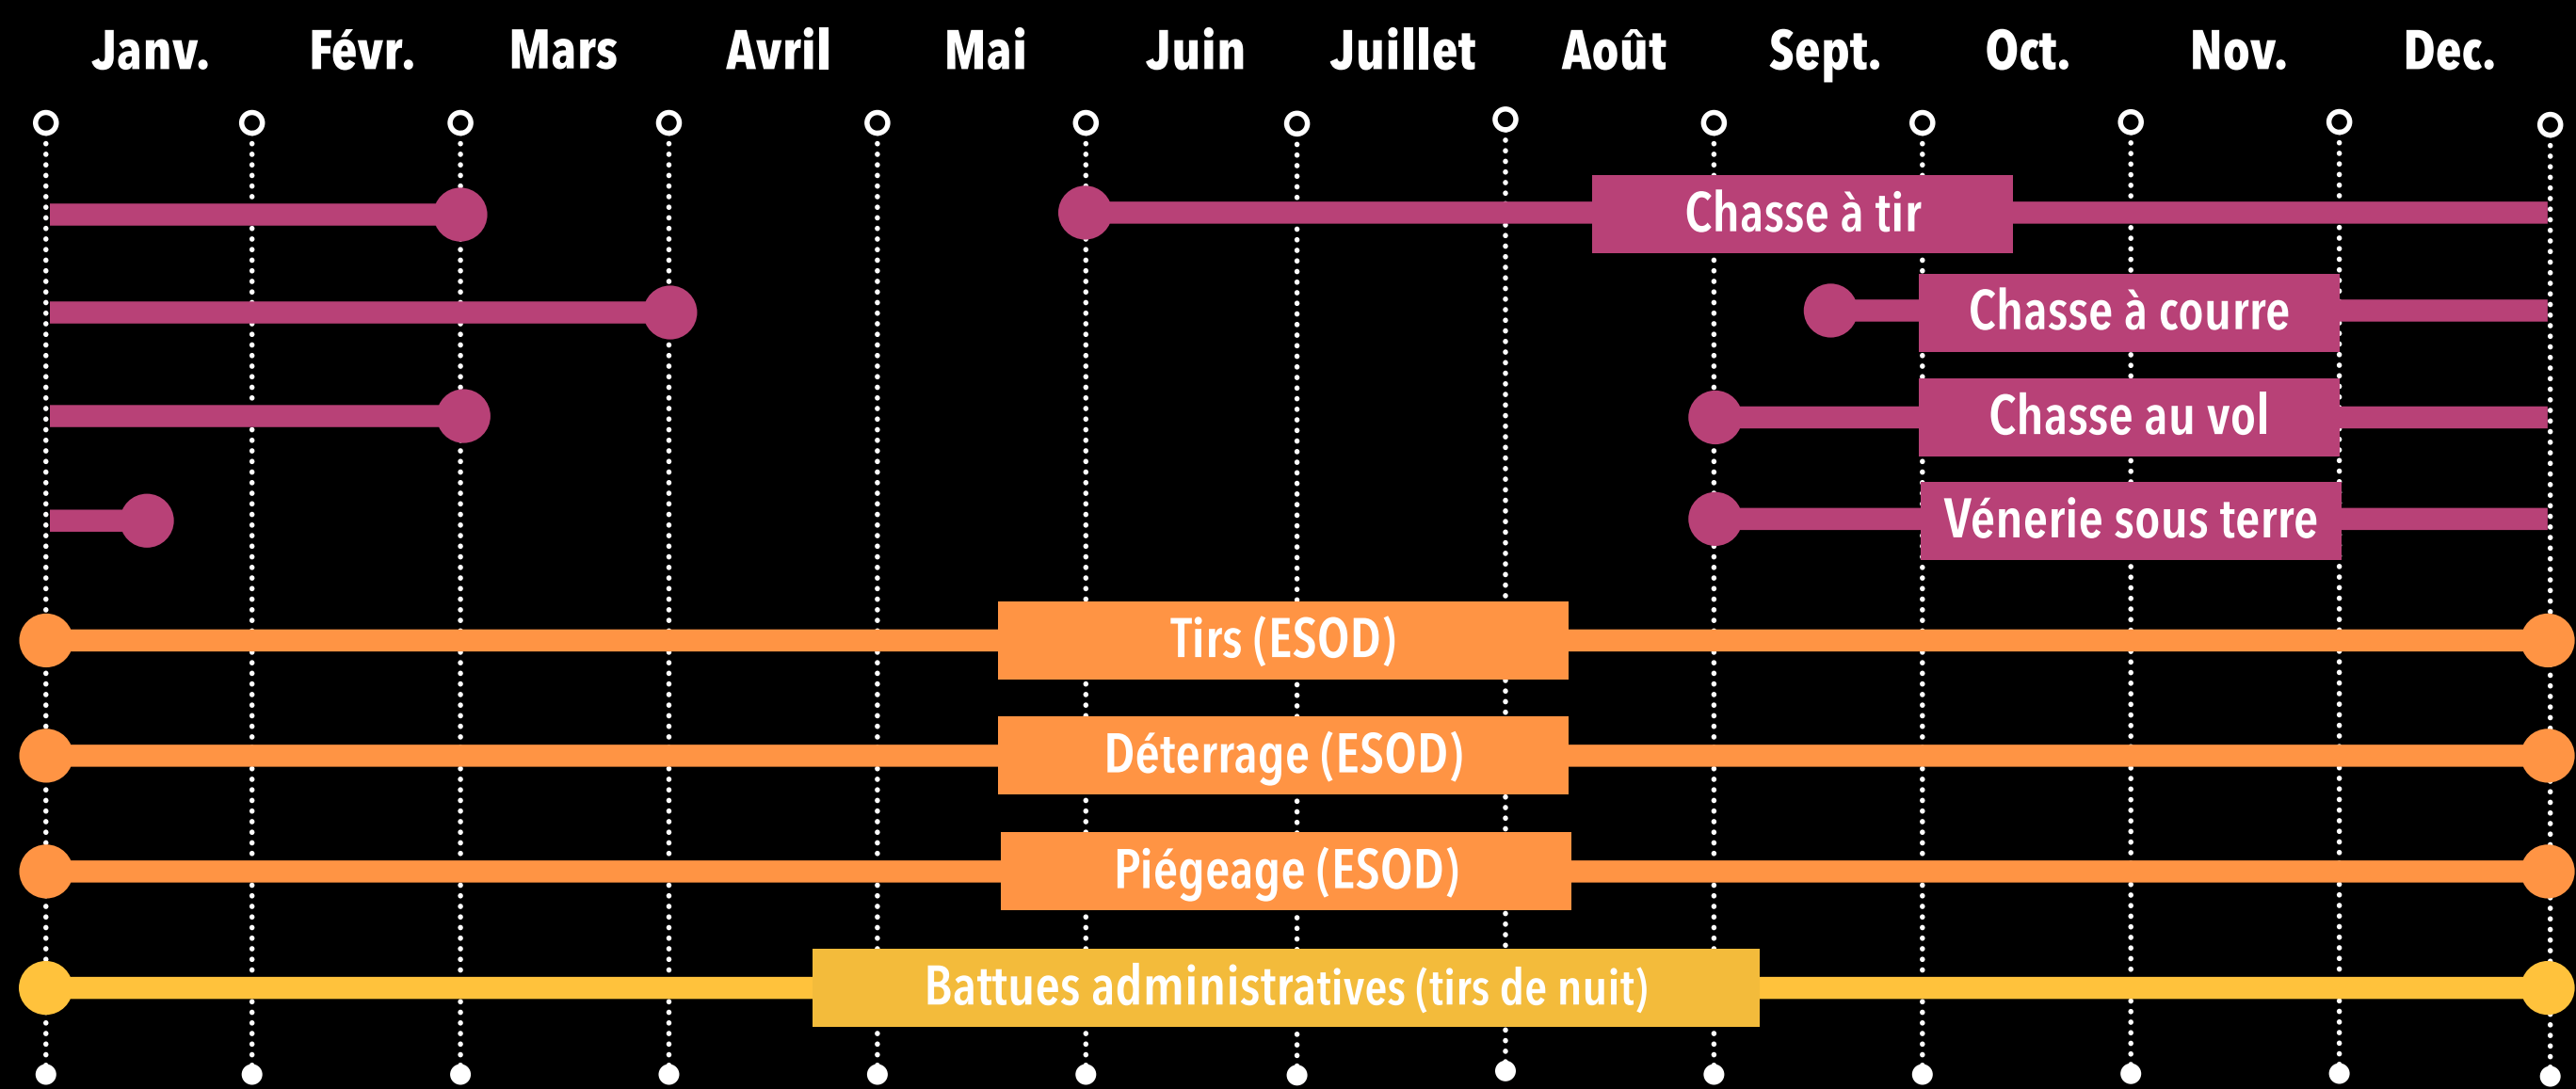 Janv. Févr. Mars Avril Mai Juin Juillet Août Sept. Oct. Nov. Dec.
Chasse à tir
Chasse à courre
Chasse au vol
Vénerie sous terre
Tirs (ESOD)
Déterrage (ESOD)
Piégeage (ESOD)
Battues administratives (tirs de nuit)